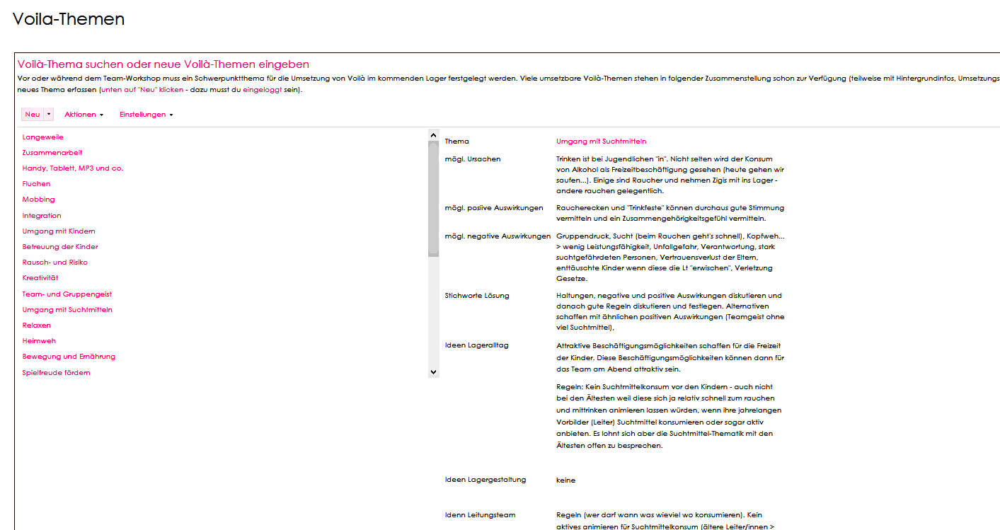 Voila-Themen
Voilà-Thema suchen oder neue Voilà-Themen eingeben
Vor oder während dem Team-Workshop muss ein Schwerpunktthema für die Umsetzung von Voilà im kommenden Lager ferstgelegt werden. Viele umsetzbare Voilà-Themen stehen in folgender Zusammenstellung schon zur Verfügung (teilweise mit Hintergrundinfos, Umsetzungs
neues Thema erfassen (unten auf "Neu" klicken - dazu musst du eingeloggt sein).
Neu Aktionen Einstellungen
Langeweile
Zusammenarbeit
Handy, Tablett, MP3 und co.
Fluchen
Mobbing
Integration
Umgang mit Kindern
Betreuung der Kinder
Rausch- und Risiko
Kreativität
Team- und Gruppengeist
Umgang mit Suchtmitteln
Relaxen
Heimweh
Bewegung und Ernährung
Spielfreude fördern
Thema Umgang mit Suchtmitteln
mögl. Ursachen Trinken ist bei Jugendlichen "in". Nicht selten wird der Konsum
von Alkohol als Freizeitbeschäftigung gesehen (heute gehen wir
saufen...). Einige sind Raucher und nehmen Zigis mit ins Lager -
andere rauchen gelegentlich.
mögl. posiive Auswirkungen Raucherecken und "Trinkfeste" können durchaus gute Stimmung
vermitteln und ein Zusammengehörigkeitsgefühl vermitteln.
mögl. negative Auswirkungen Gruppendruck, Sucht (beim Rauchen geht's schnell), Kopfweh...
> wenig Leistungsfähigkeit, Unfallgefahr, Verantwortung, stark
suchtgefährdeten Personen, Vertrauensverlust der Eltern,
enttäuschte Kinder wenn diese die Lt "erwischen", Verletzung
Gesetze.
Stichworte Lösung Haltungen, negative und positive Auswirkungen diskutieren und
danach gute Regeln diskutieren und festlegen. Alternativen
schaffen mit ähnlichen positiven Auswirkungen (Teamgeist ohne
viel Suchtmittel),
Ideen Lageralltag Attraktive Beschäftigungsmöglichkeiten schaffen für die Freizeit
der Kinder. Diese Beschäftigungsmöglichkeiten können dann für
das Team am Abend attraktiv sein.
Regeln: Kein Suchtmittelkonsum vor den Kindern - auch nicht
bei den Ältesten weil diese sich ja relativ schnell zum rauchen
und mittrinken animieren lassen würden, wenn ihre jahrelangen
Vorbilder (Leiter) Suchtmittel konsumieren oder sogar aktiv
anbieten. Es lohnt sich aber die Suchtmittel-Thematik mit den
Ältesten offen zu besprechen.
Ideen Lagergestaltung keine
Idenn Leitungsteam Regeln (wer darf wann was wieviel wo konsumieren). Kein
aktives animieren für Suchtmittelkonsum (ältere Leiter/innen >